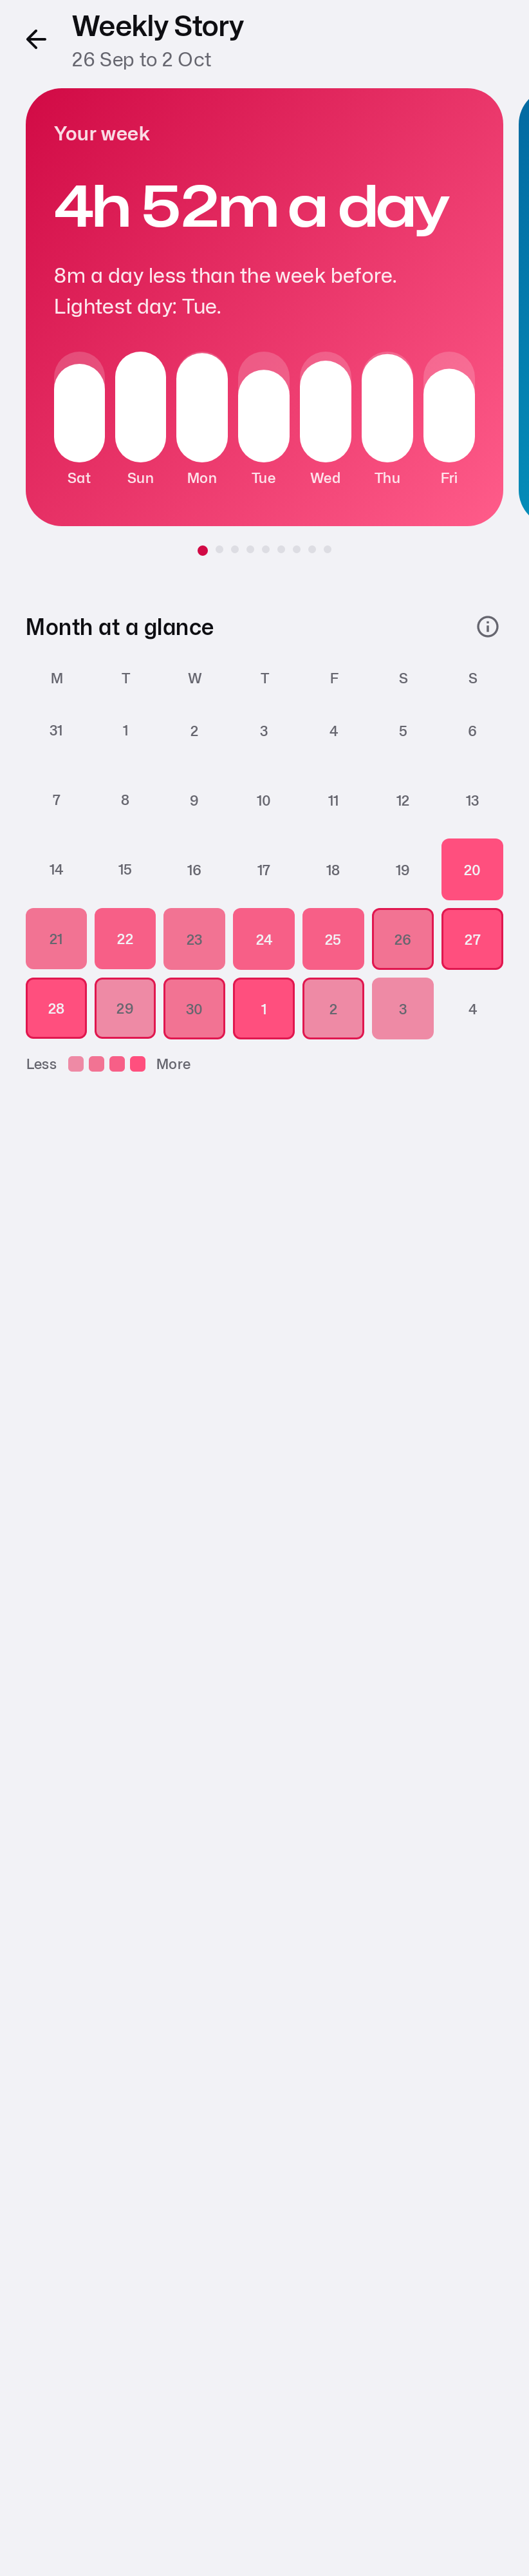 Weekly Story
26 Sep to 2 Oct
Your week
4h 52m a day
8m a day less than the week before.
Lightest day: Tue.
Sat Sun Mon Tue Wed Thu Fri
Month at a glance
M T W T F S S
31 1 2 3 4 5 6
7 8 9 10 11 12 13
14 15 16 17 18 19 20
21 22 23 24 25 26 27
28 29 30 1 2 3 4
Less More